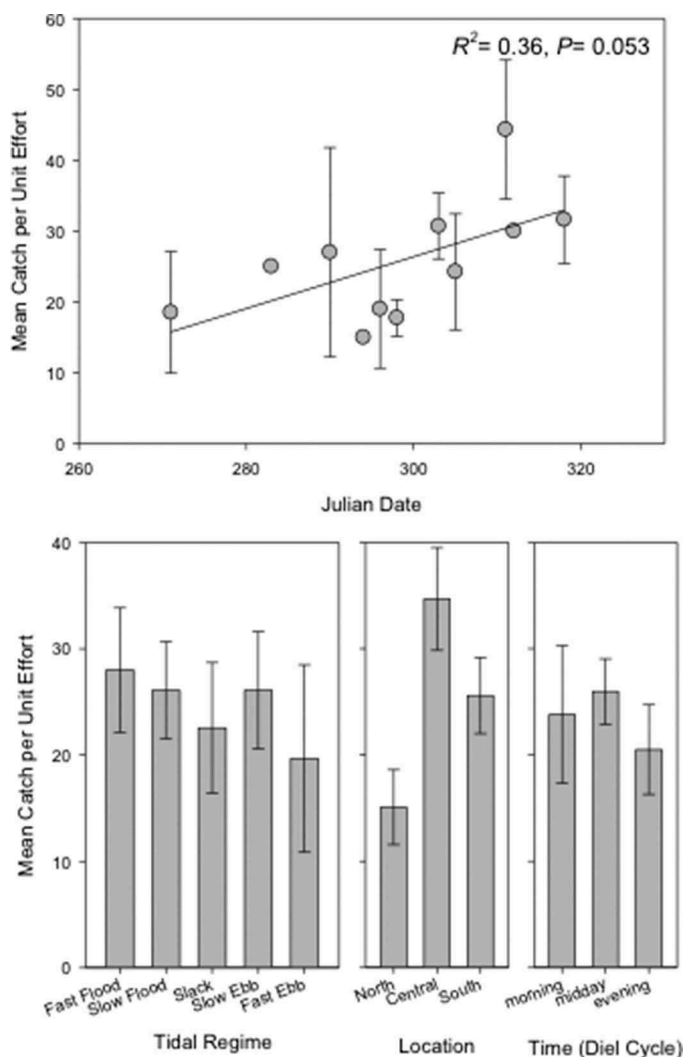 R²= 0.36, P= 0.053
60
50
40
30
20
10
0
Mean Catch per Unit Effort
260 280 300 320
Julian Date
40
30
20
10
0
Mean Catch per Unit Effort
Fast Flood Slow Flood Slack Slow Ebb Fast Ebb North Central South morning midday evening
Tidal Regime Location Time (Diel Cycle)